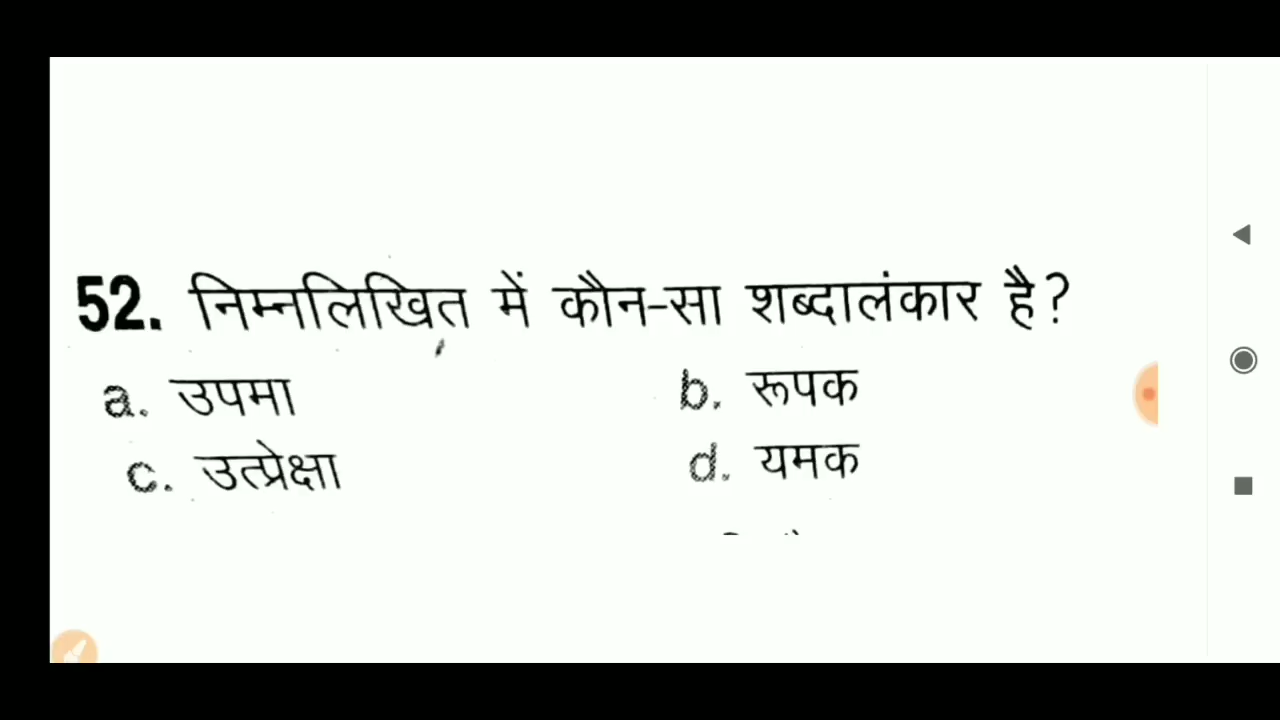 52. निम्नलिखित में कौन-सा शब्दालंकार है?
a. उपमा b. रूपक
c. उत्प्रेक्षा d. यमक